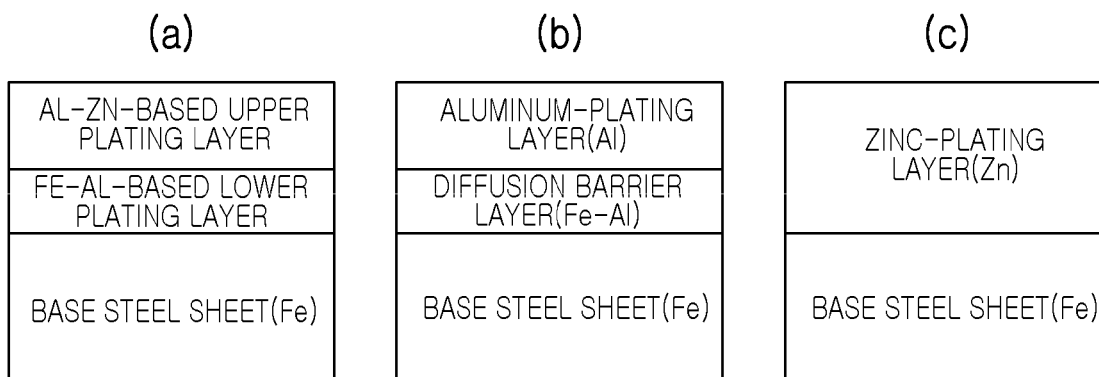 (a)
AL-ZN-BASED UPPER
PLATING LAYER
FE-AL-BASED LOWER
PLATING LAYER
BASE STEEL SHEET(Fe)
(b)
ALUMINUM-PLATING
LAYER(Al)
DIFFUSION BARRIER
LAYER(Fe-Al)
BASE STEEL SHEET(Fe)
(c)
ZINC-PLATING
LAYER(Zn)
BASE STEEL SHEET(Fe)